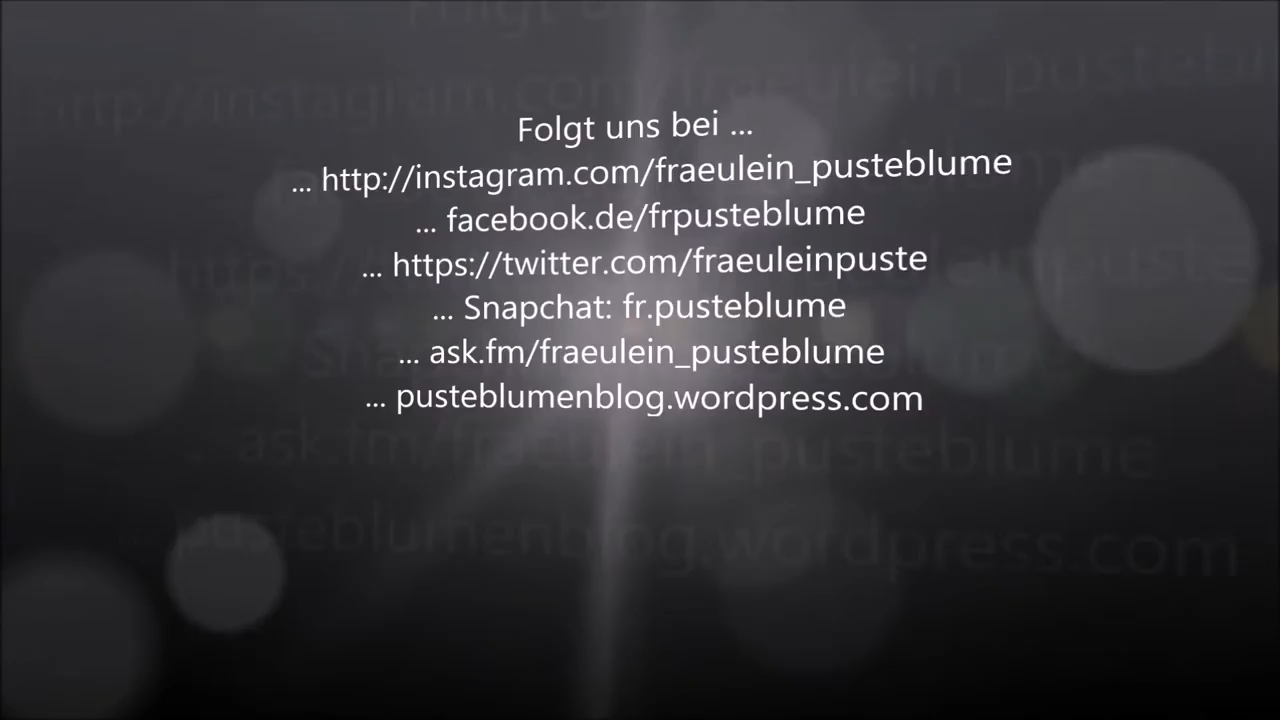 Folgt uns bei ...
... http://instagram.com/fraeulein_pusteblume
... facebook.de/frpusteblume
... https://twitter.com/fraeuleinpuste
... Snapchat: fr.pusteblume
... ask.fm/fraeulein_pusteblume
... pusteblumenblog.wordpress.com